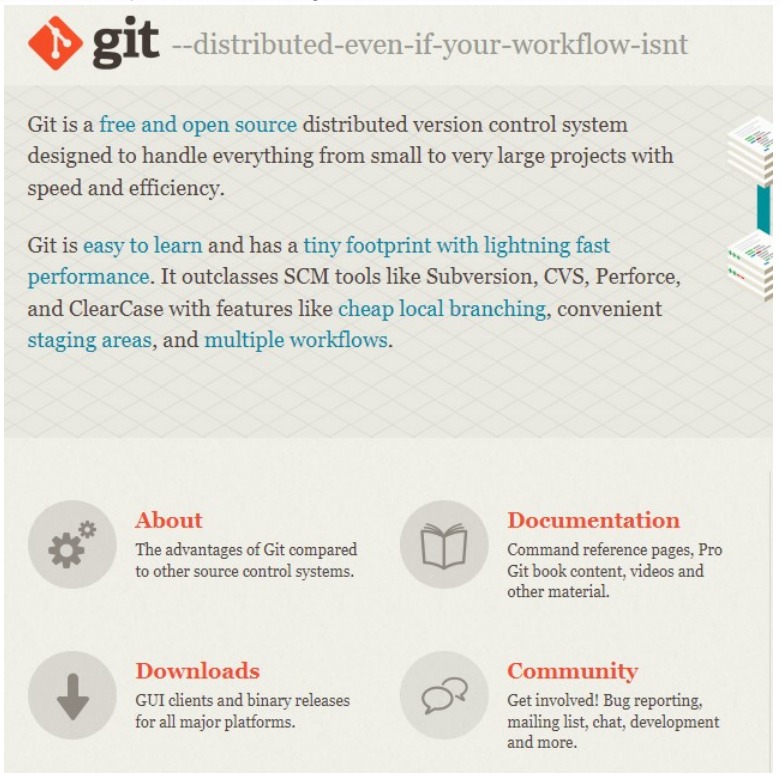 git --distributed-even-if-your-workflow-isnt
Git is a free and open source distributed version control system
designed to handle everything from small to very large projects with
speed and efficiency.
Git is easy to learn and has a tiny footprint with lightning fast
performance. It outclasses SCM tools like Subversion, CVS, Perforce,
and ClearCase with features like cheap local branching, convenient
staging areas, and multiple workflows.
About
The advantages of Git compared
to other source control systems.
Documentation
Command reference pages, Pro
Git book content, videos and
other material.
Downloads
GUI clients and binary releases
for all major platforms.
Community
Get involved! Bug reporting,
mailing list, chat, development
and more.